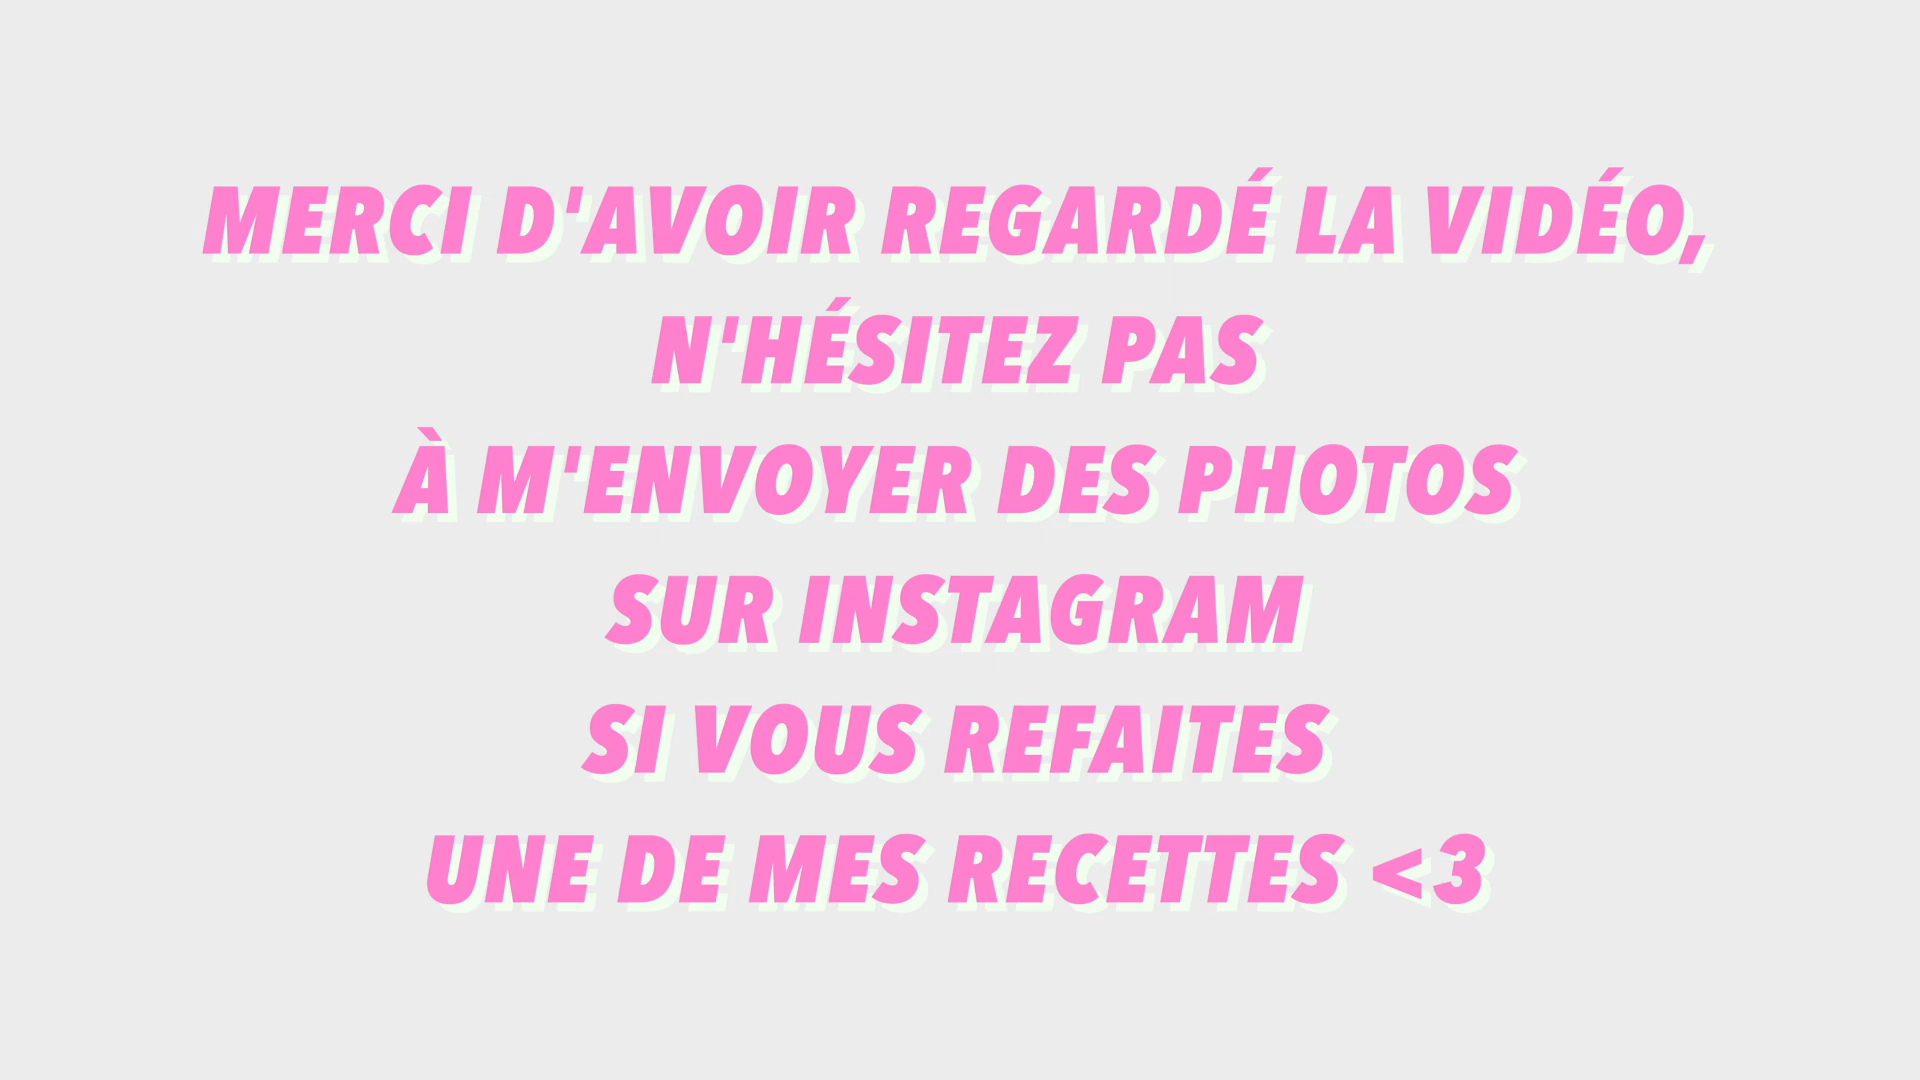 MERCI D'AVOIR REGARDÉ LA VIDÉO,
N'HÉSITEZ PAS
À M'ENVOYER DES PHOTOS
SUR INSTAGRAM
SI VOUS REFAITES
UNE DE MES RECETTES <3